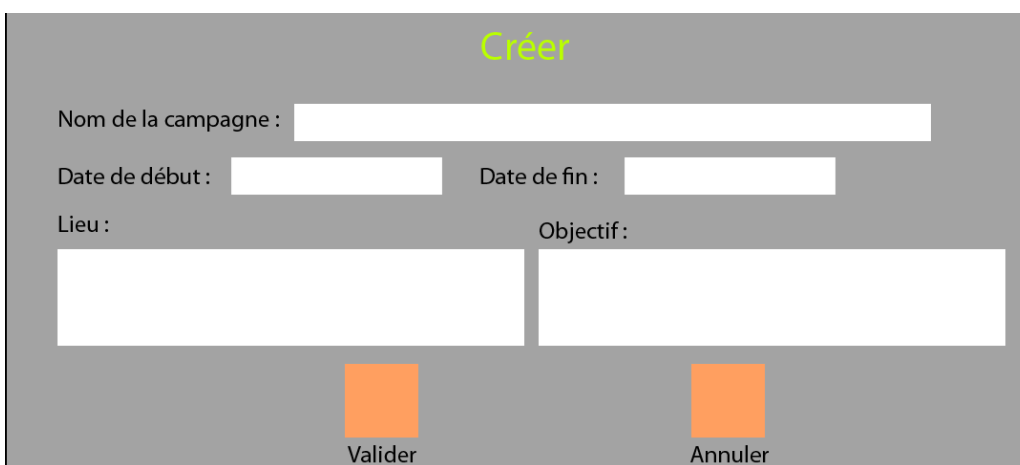 Créer
Nom de la campagne :
Date de début : Date de fin :
Lieu : Objectif :
Valider Annuler